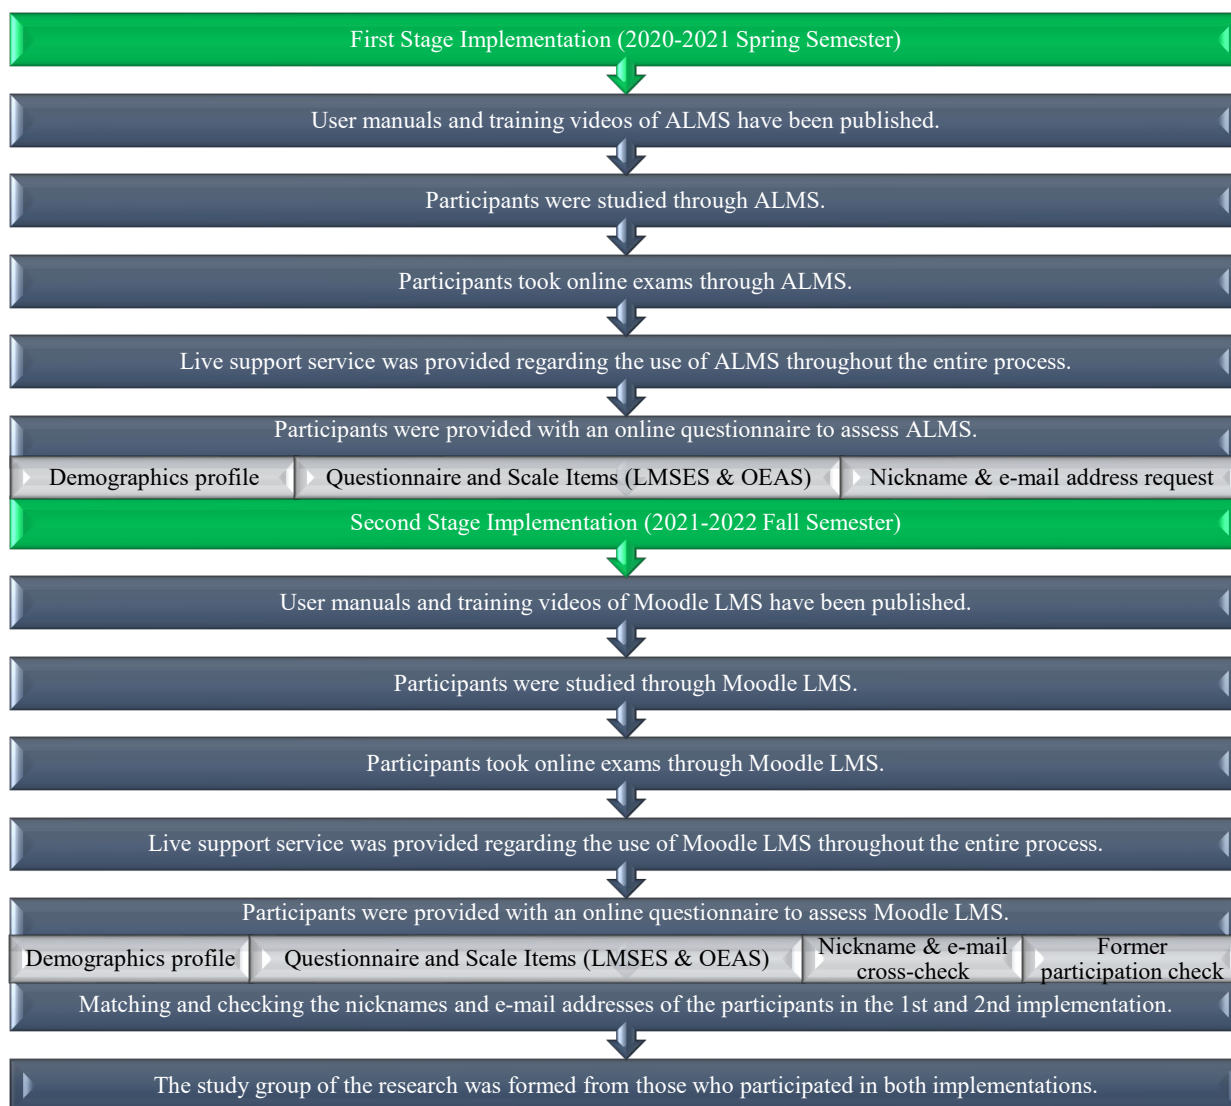 First Stage Implementation (2020-2021 Spring Semester)
User manuals and training videos of ALMS have been published.
Participants were studied through ALMS.
Participants took online exams through ALMS.
Live support service was provided regarding the use of ALMS throughout the entire process.
Participants were provided with an online questionnaire to assess ALMS.
Demographics profile
Questionnaire and Scale Items (LMSES & OEAS)
Nickname & e-mail address request
Second Stage Implementation (2021-2022 Fall Semester)
User manuals and training videos of Moodle LMS have been published.
Participants were studied through Moodle LMS.
Participants took online exams through Moodle LMS.
Live support service was provided regarding the use of Moodle LMS throughout the entire process.
Participants were provided with an online questionnaire to assess Moodle LMS.
Demographics profile
Questionnaire and Scale Items (LMSES & OEAS)
Nickname & e-mail
cross-check
Former
participation check
Matching and checking the nicknames and e-mail addresses of the participants in the 1st and 2nd implementation.
The study group of the research was formed from those who participated in both implementations.